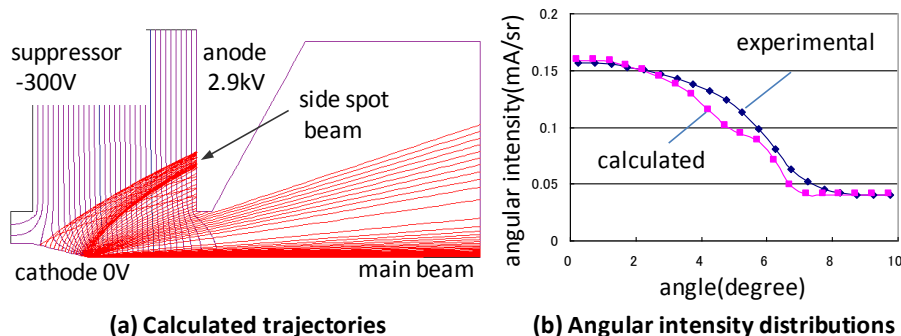 suppressor
-300V
anode
2.9kV
side spot
beam
cathode 0V
main beam
(a) Calculated trajectories
angular intensity(mA/sr)
0.2
0.15
0.1
0.05
0
0 2 4 6 8 10
experimental
calculated
angle(degree)
(b) Angular intensity distributions